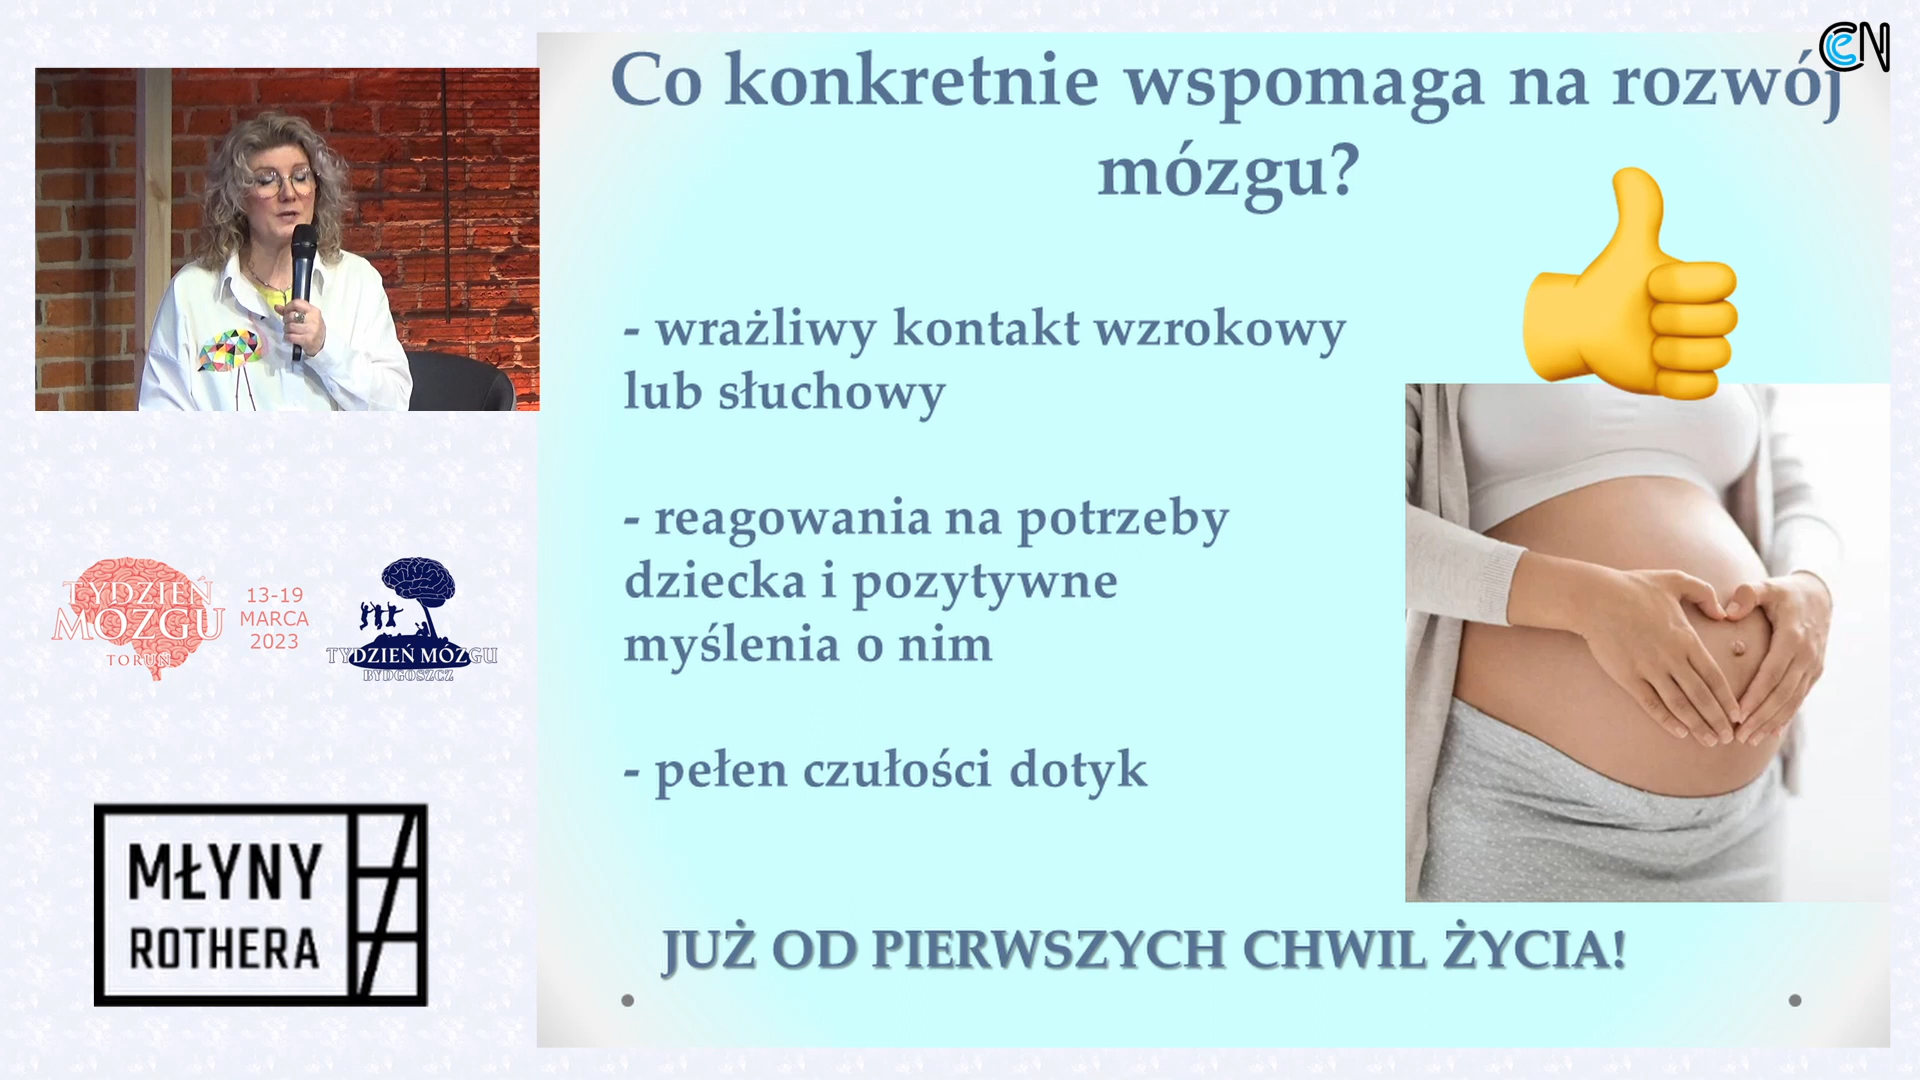 CeN
Co konkretnie wspomaga na rozwój
mózgu?
- wrażliwy kontakt wzrokowy
lub słuchowy
- reagowania na potrzeby
dziecka i pozytywne
myślenia o nim
- pełen czułości dotyk
JUŻ OD PIERWSZYCH CHWIL ŻYCIA!
TYDZIEŃ
MÓZGU
TORUŃ
13-19
MARCA
2023
TYDZIEŃ MÓZGU
BYDGOSZCZ
MŁYNY
ROTHERA